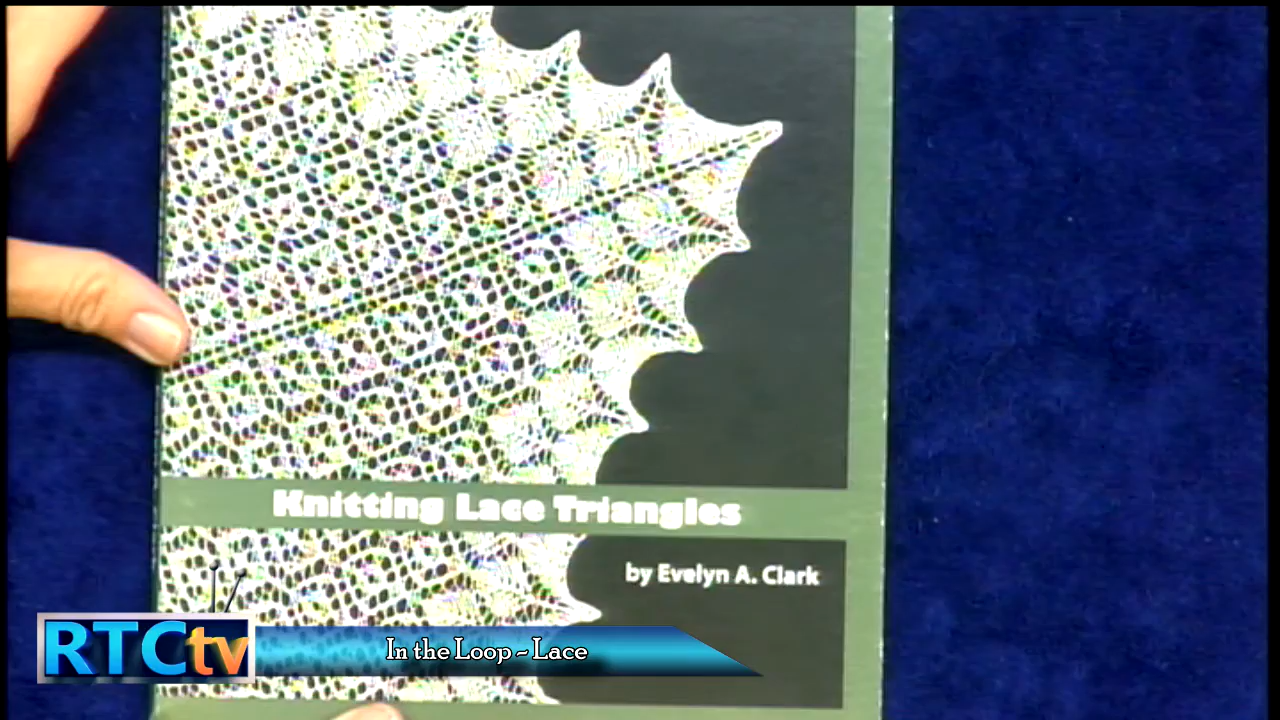 Knitting Lace Triangles
by Evelyn A. Clark
RTCtv
In the Loop ~ Lace